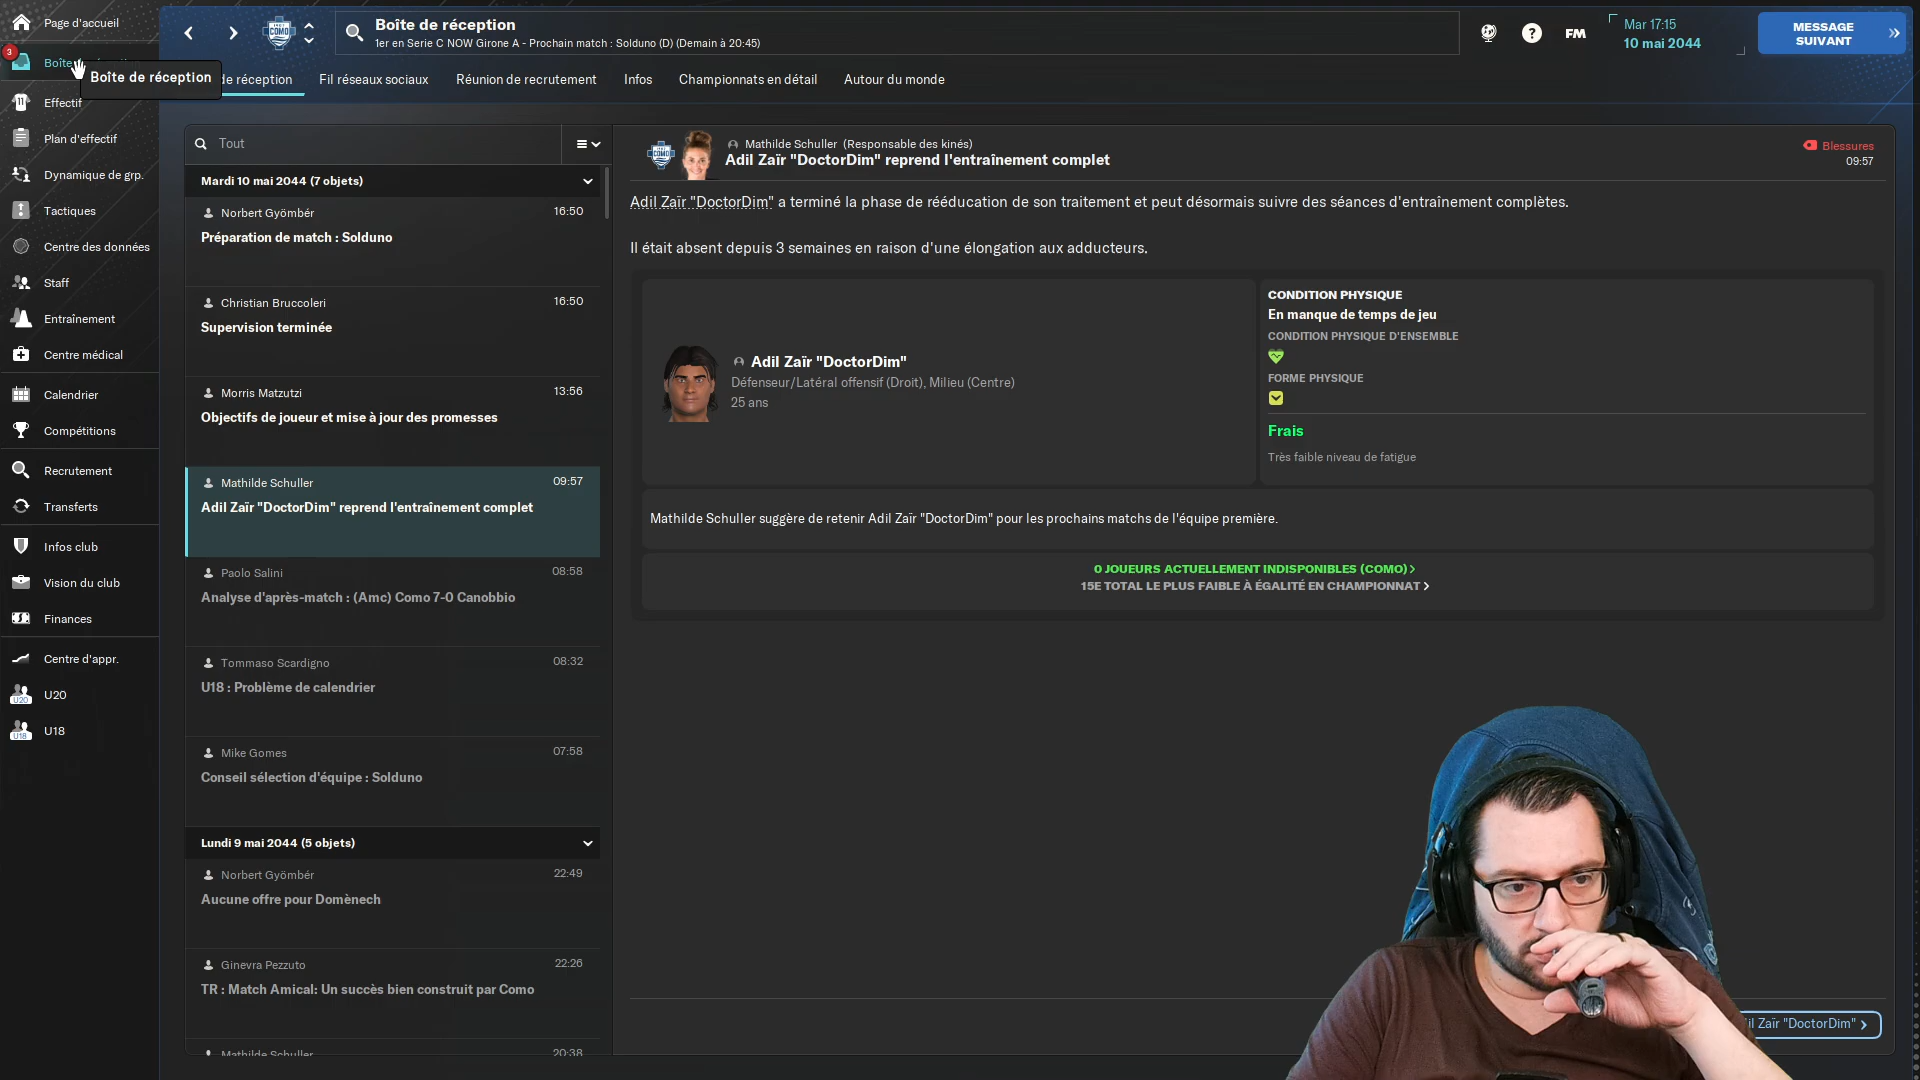 Page d'accueil
3
Boîte de réception
Effectif
Plan d'effectif
Dynamique de grp.
Tactiques
Centre des données
Staff
Entraînement
Centre médical
Calendrier
Compétitions
Recrutement
Transferts
Infos club
Vision du club
Finances
Centre d'appr.
U20
U18
COMO
Boîte de réception
1er en Serie C NOW Girone A - Prochain match : Solduno (D) (Demain à 20:45)
FM
Mar 17:15
10 mai 2044
MESSAGE
SUIVANT
de réception
Fil réseaux sociaux
Réunion de recrutement
Infos
Championnats en détail
Autour du monde
Tout
Mardi 10 mai 2044 (7 objets)
Norbert Gyömbér 16:50
Préparation de match : Solduno
Christian Bruccoleri 16:50
Supervision terminée
Morris Matzutzi 13:56
Objectifs de joueur et mise à jour des promesses
Mathilde Schuller 09:57
Adil Zaïr "DoctorDim" reprend l'entraînement complet
Paolo Salini 08:58
Analyse d'après-match : (Amc) Como 7-0 Canobbio
Tommaso Scardigno 08:32
U18 : Problème de calendrier
Mike Gomes 07:58
Conseil sélection d'équipe : Solduno
Lundi 9 mai 2044 (5 objets)
Norbert Gyömbér 22:49
Aucune offre pour Domènech
Ginevra Pezzuto 22:26
TR : Match Amical: Un succès bien construit par Como
Mathilde Schuller 20:38
Mathilde Schuller (Responsable des kinés)
Adil Zaïr "DoctorDim" reprend l'entraînement complet
Blessures
09:57
Adil Zaïr "DoctorDim" a terminé la phase de rééducation de son traitement et peut désormais suivre des séances d'entraînement complètes.
Il était absent depuis 3 semaines en raison d'une élongation aux adducteurs.
Adil Zaïr "DoctorDim"
Défenseur/Latéral offensif (Droit), Milieu (Centre)
25 ans
CONDITION PHYSIQUE
En manque de temps de jeu
CONDITION PHYSIQUE D'ENSEMBLE
FORME PHYSIQUE
Frais
Très faible niveau de fatigue
Mathilde Schuller suggère de retenir Adil Zaïr "DoctorDim" pour les prochains matchs de l'équipe première.
0 JOUEURS ACTUELLEMENT INDISPONIBLES (COMO)
15E TOTAL LE PLUS FAIBLE À ÉGALITÉ EN CHAMPIONNAT
Zaïr "DoctorDim"